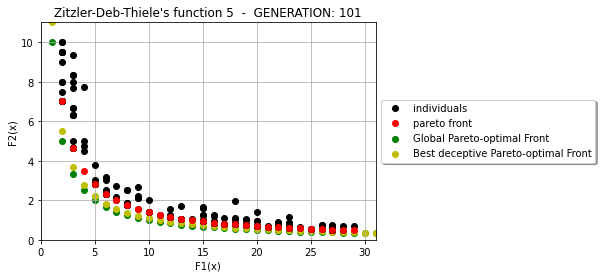 Zitzler-Deb-Thiele's function 5 - GENERATION: 101
F2(x)
10
8
6
4
2
0
0 5 10 15 20 25 30
F1(x)
individuals
pareto front
Global Pareto-optimal Front
Best deceptive Pareto-optimal Front